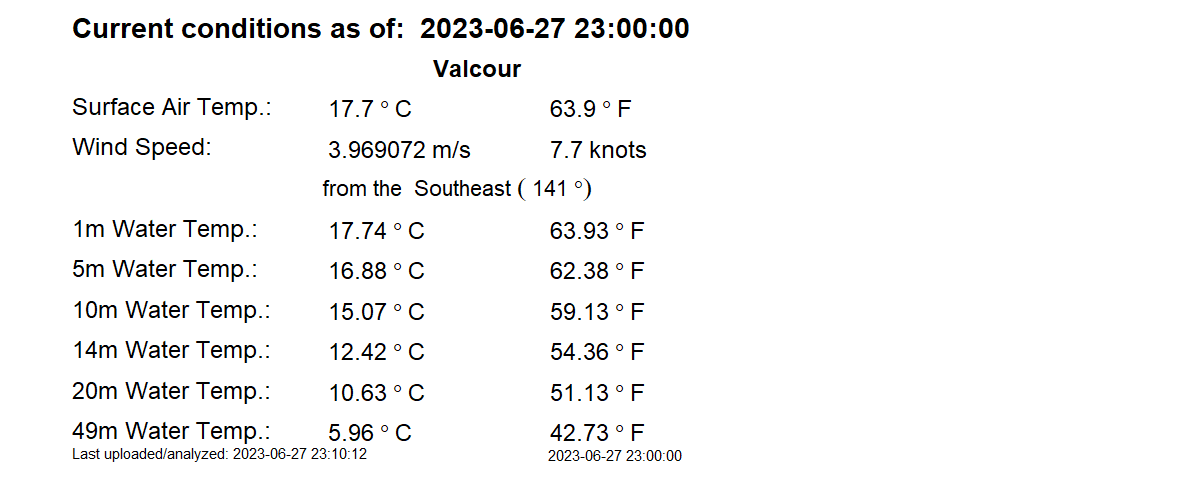 Current conditions as of: 2023-06-27 23:00:00
Valcour
Surface Air Temp.: 17.7 ° C 63.9 ° F
Wind Speed: 3.969072 m/s 7.7 knots
from the Southeast ( 141 °)
1m Water Temp.: 17.74 ° C 63.93 ° F
5m Water Temp.: 16.88 ° C 62.38 ° F
10m Water Temp.: 15.07 ° C 59.13 ° F
14m Water Temp.: 12.42 ° C 54.36 ° F
20m Water Temp.: 10.63 ° C 51.13 ° F
49m Water Temp.: 5.96 ° C 42.73 ° F
Last uploaded/analyzed: 2023-06-27 23:10:12 2023-06-27 23:00:00